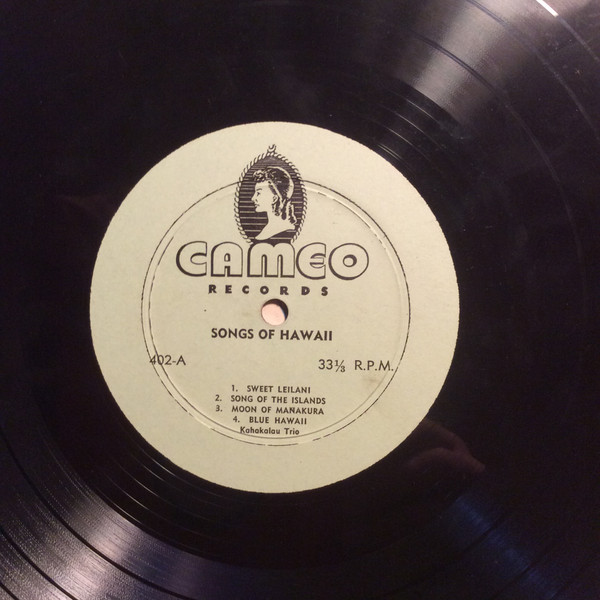 CAMEO
RECORDS
SONGS OF HAWAII
402-A 33⅓ R.P.M.
1. SWEET LEILANI
2. SONG OF THE ISLANDS
3. MOON OF MANAKURA
4. BLUE HAWAII
Kahokalau Trio